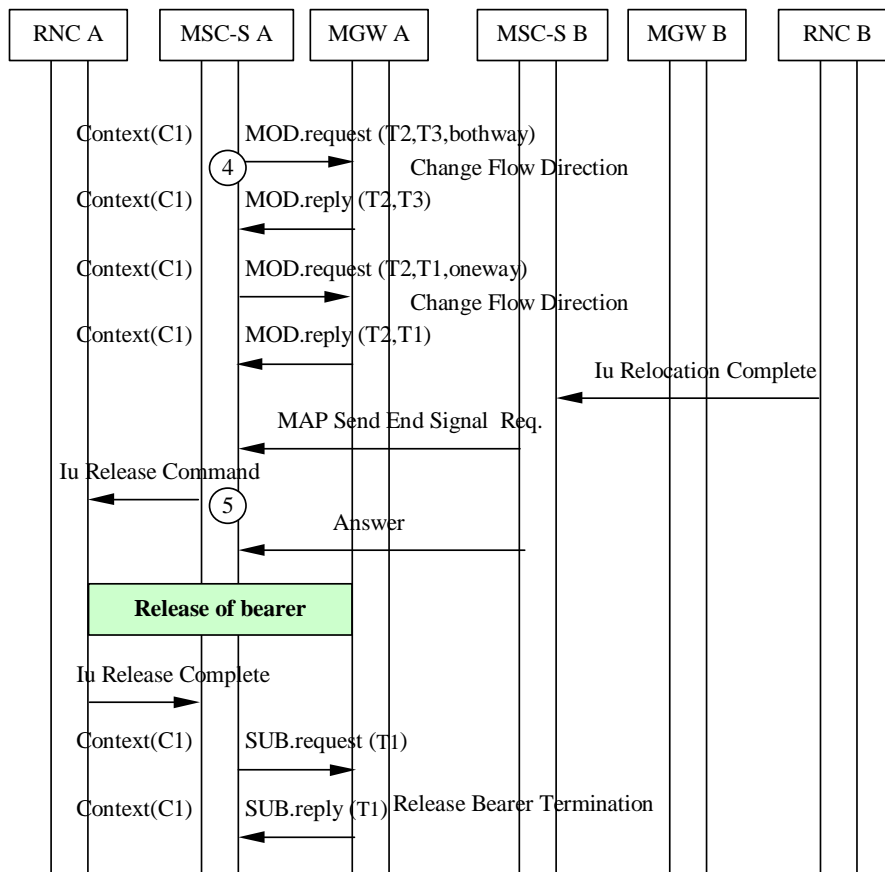 RNC A MSC-S A MGW A MSC-S B MGW B RNC B
Context(C1) MOD.request (T2,T3,bothway)
4 Change Flow Direction
Context(C1) MOD.reply (T2,T3)
Context(C1) MOD.request (T2,T1,oneway)
Change Flow Direction
Context(C1) MOD.reply (T2,T1)
Iu Relocation Complete
MAP Send End Signal Req.
Iu Release Command
5
Answer
Release of bearer
Iu Release Complete
Context(C1) SUB.request (T1)
Context(C1) SUB.reply (T1) Release Bearer Termination